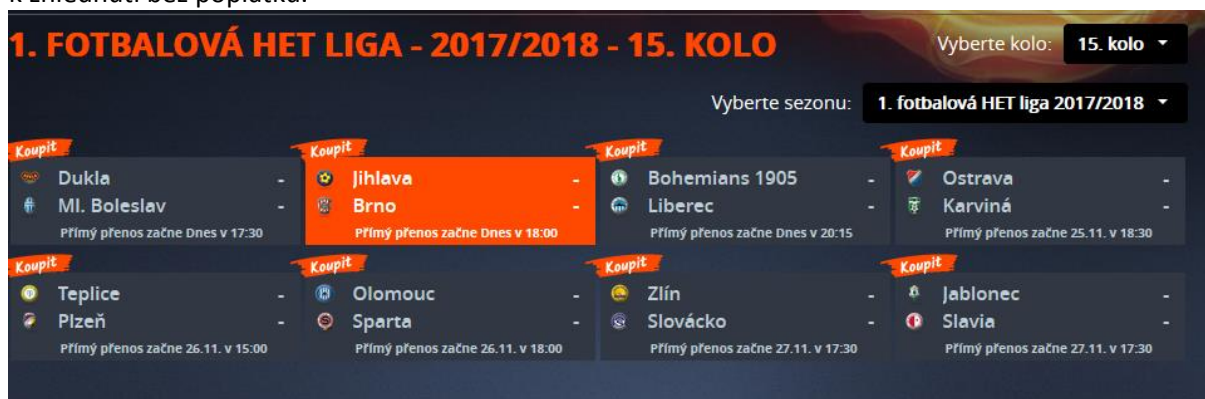 k zhlédnutí bez poplatku.
1. FOTBALOVÁ HET LIGA - 2017/2018 - 15. KOLO
Vyberte kolo: 15. kolo
Vyberte sezonu: 1. fotbalová HET liga 2017/2018
Koupit
Dukla -
Ml. Boleslav -
Přímý přenos začne Dnes v 17:30
Koupit
Jihlava -
Brno -
Přímý přenos začne Dnes v 18:00
Koupit
Bohemians 1905 -
Liberec -
Přímý přenos začne Dnes v 20:15
Koupit
Ostrava -
Karviná -
Přímý přenos začne 25.11. v 18:30
Koupit
Teplice -
Plzeň -
Přímý přenos začne 26.11. v 15:00
Koupit
Olomouc -
Sparta -
Přímý přenos začne 26.11. v 18:00
Koupit
Zlín -
Slovácko -
Přímý přenos začne 27.11. v 17:30
Koupit
Jablonec -
Slavia -
Přímý přenos začne 27.11. v 17:30